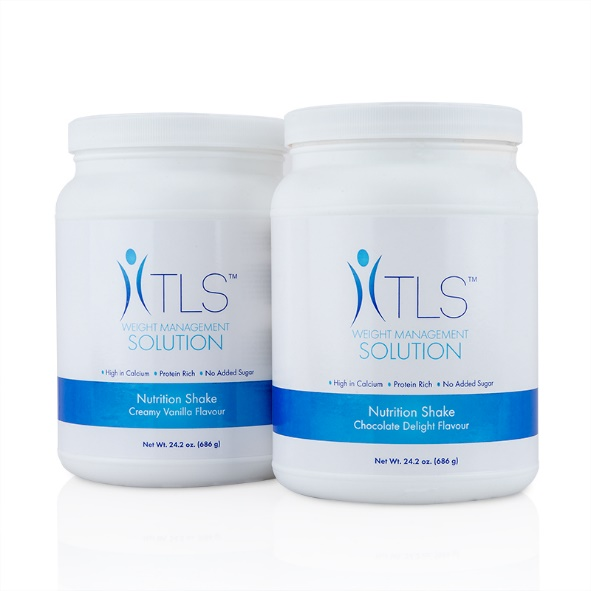 TLS™
WEIGHT MANAGEMENT
SOLUTION
• High in Calcium • Protein Rich • No Added Sugar
Nutrition Shake
Creamy Vanilla Flavour
Net Wt. 24.2 oz. (686 g)
TLS™
WEIGHT MANAGEMENT
SOLUTION
• High in Calcium • Protein Rich • No Added Sugar
Nutrition Shake
Chocolate Delight Flavour
Net Wt. 24.2 oz. (686 g)